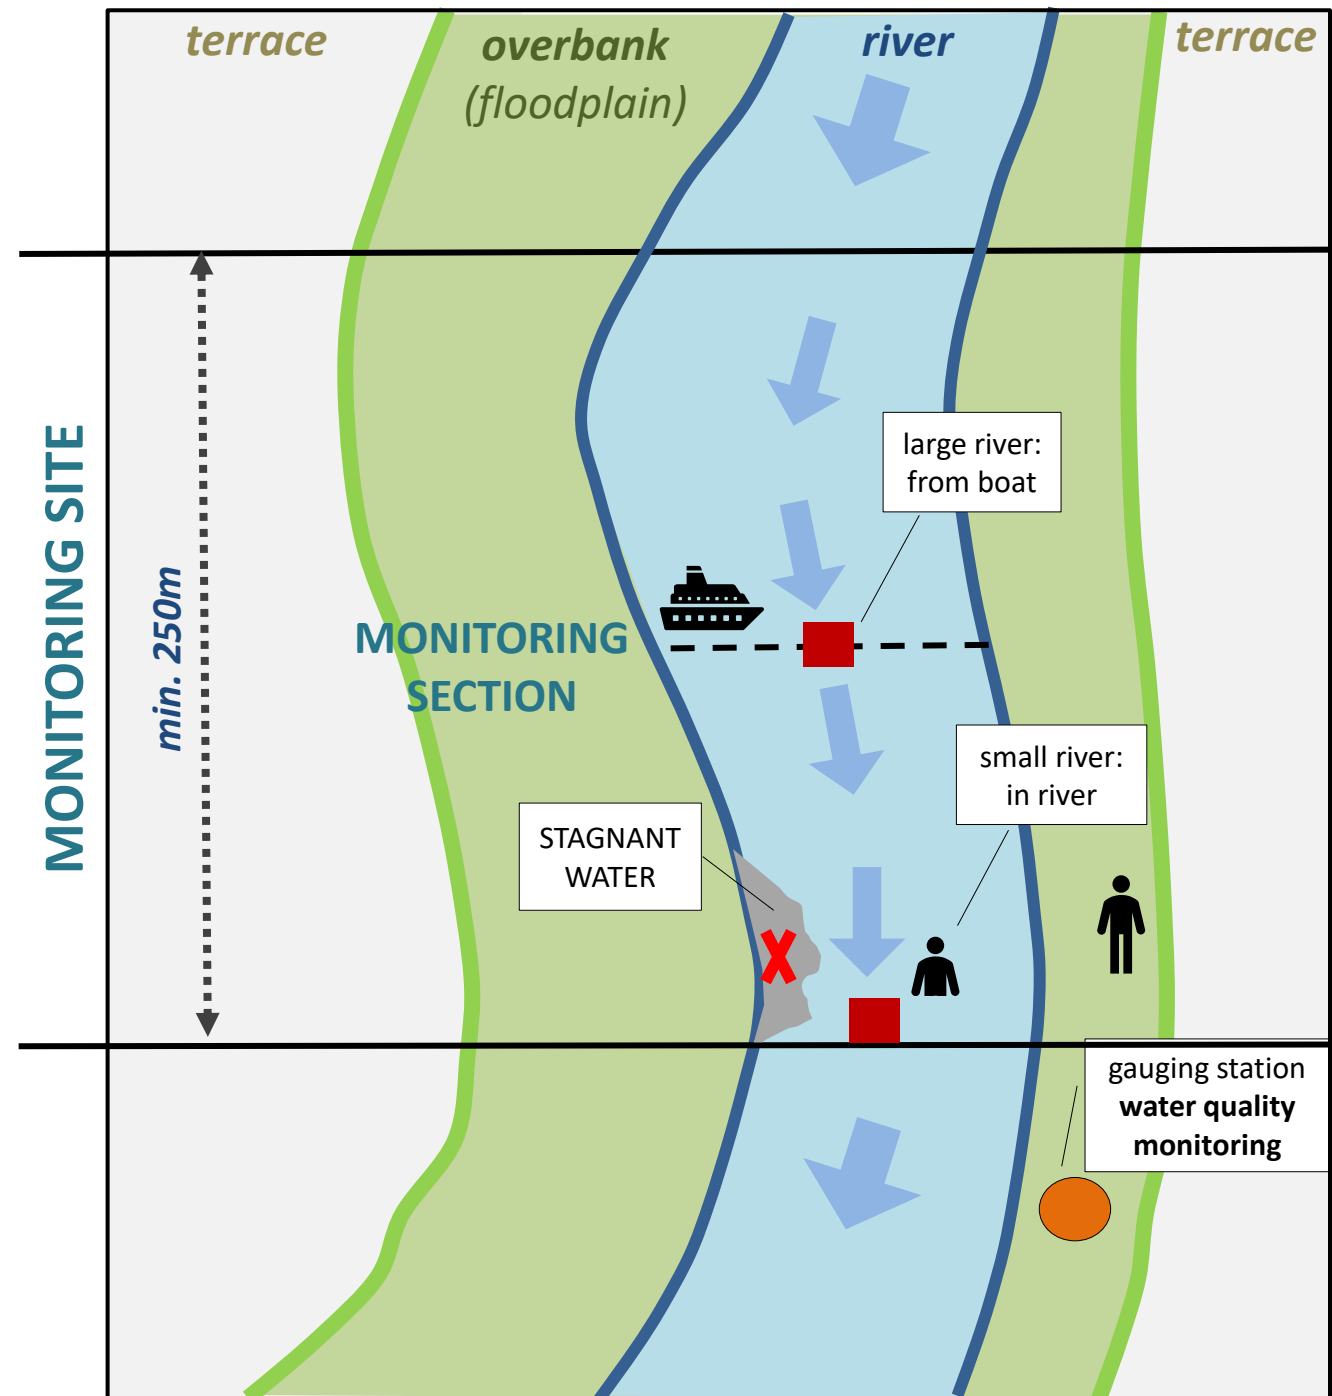 terrace
overbank
(floodplain)
river
terrace
MONITORING SITE
min. 250m
large river:
from boat
MONITORING
SECTION
small river:
in river
STAGNANT
WATER
gauging station
water quality
monitoring